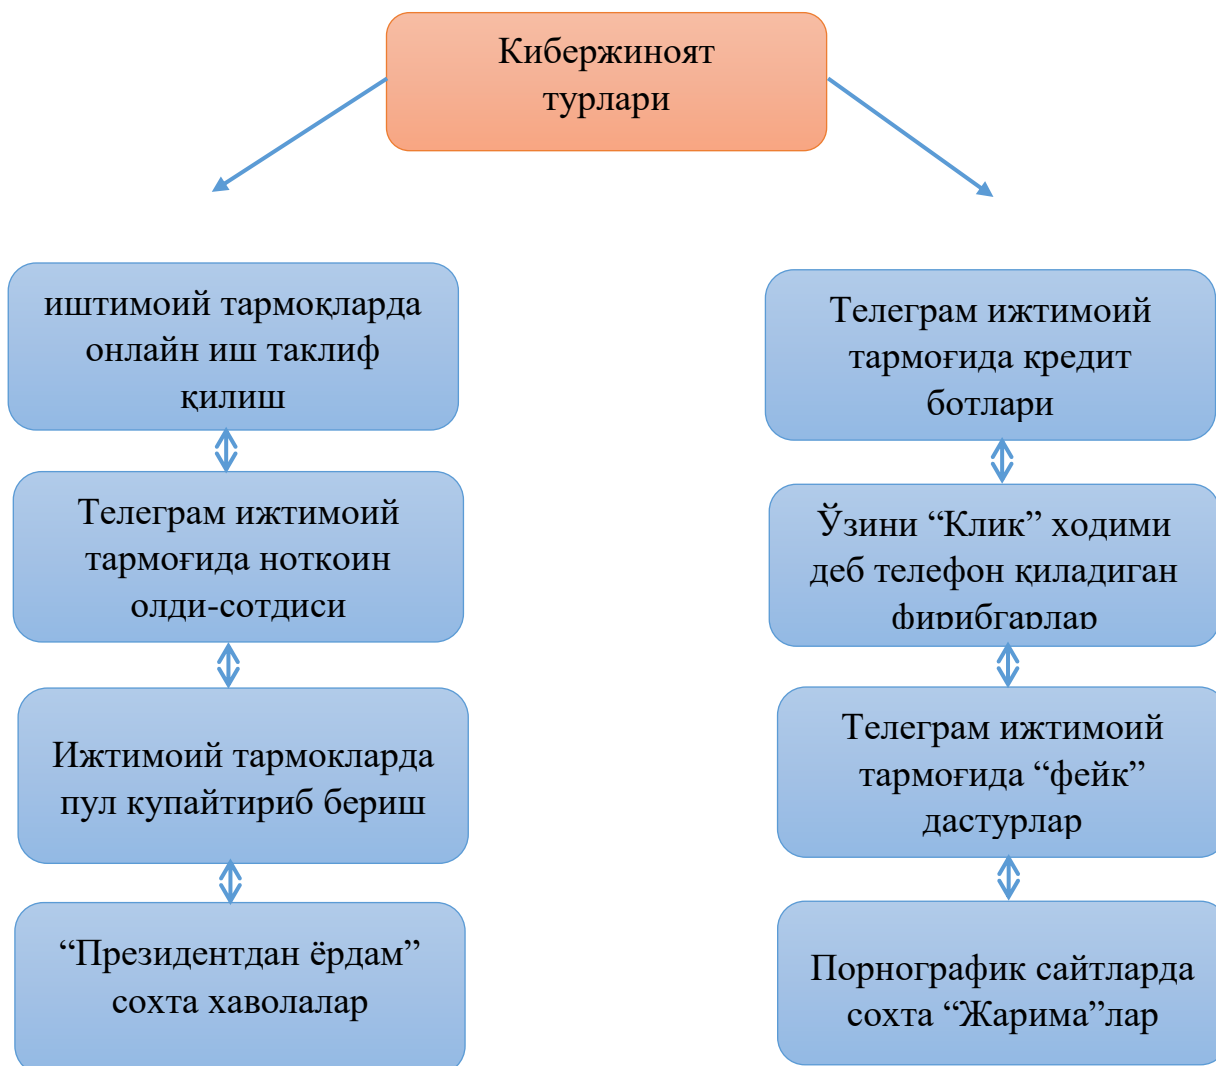 Кибержиноят
турлари
иштимоий тармоқларда
онлайн иш таклиф
қилиш
Телеграм ижтимоий
тармоғида ноткоин
олди-сотдиси
Ижтимоий тармокларда
пул купайтириб бериш
“Президентдан ёрдам”
сохта хаволалар
Телеграм ижтимоий
тармоғида кредит
ботлари
Ўзини “Клик” ходими
деб телефон қиладиган
фирибгарлар
Телеграм ижтимоий
тармоғида “фейк”
дастурлар
Порнографик сайтларда
сохта “Жарима”лар